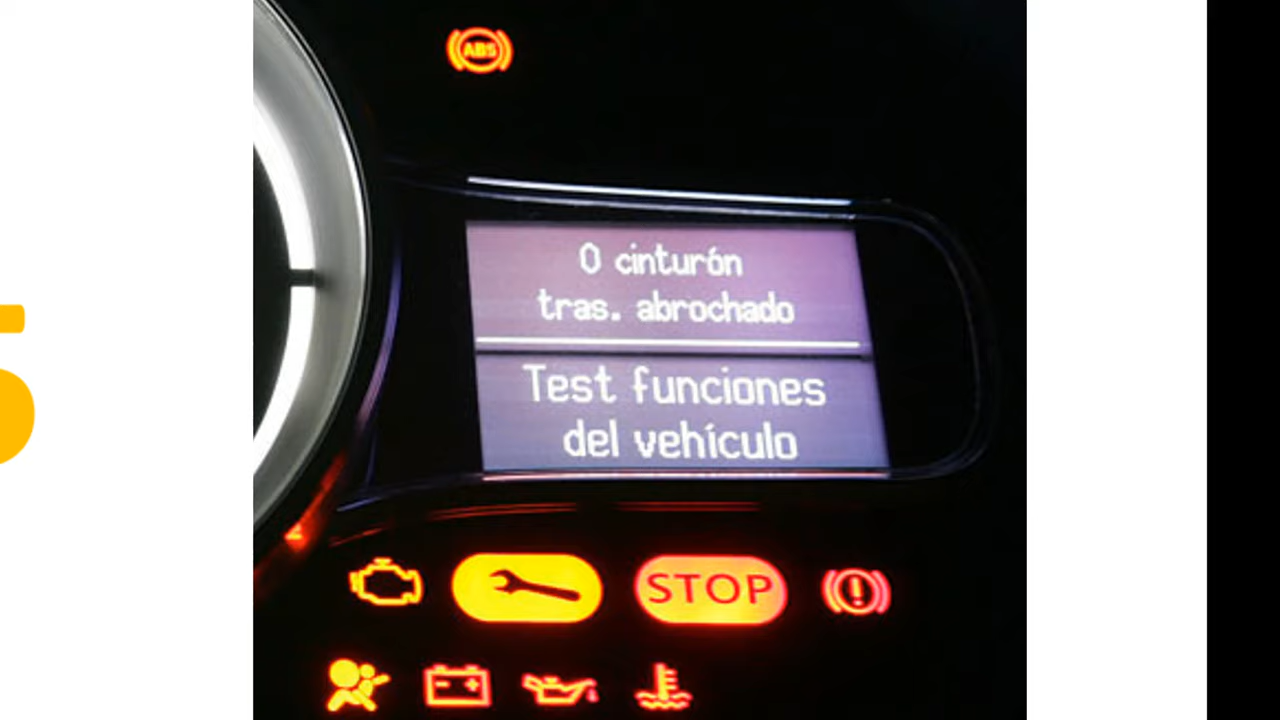 ABS
0 cinturón
tras. abrochado
Test funciones
del vehículo
STOP